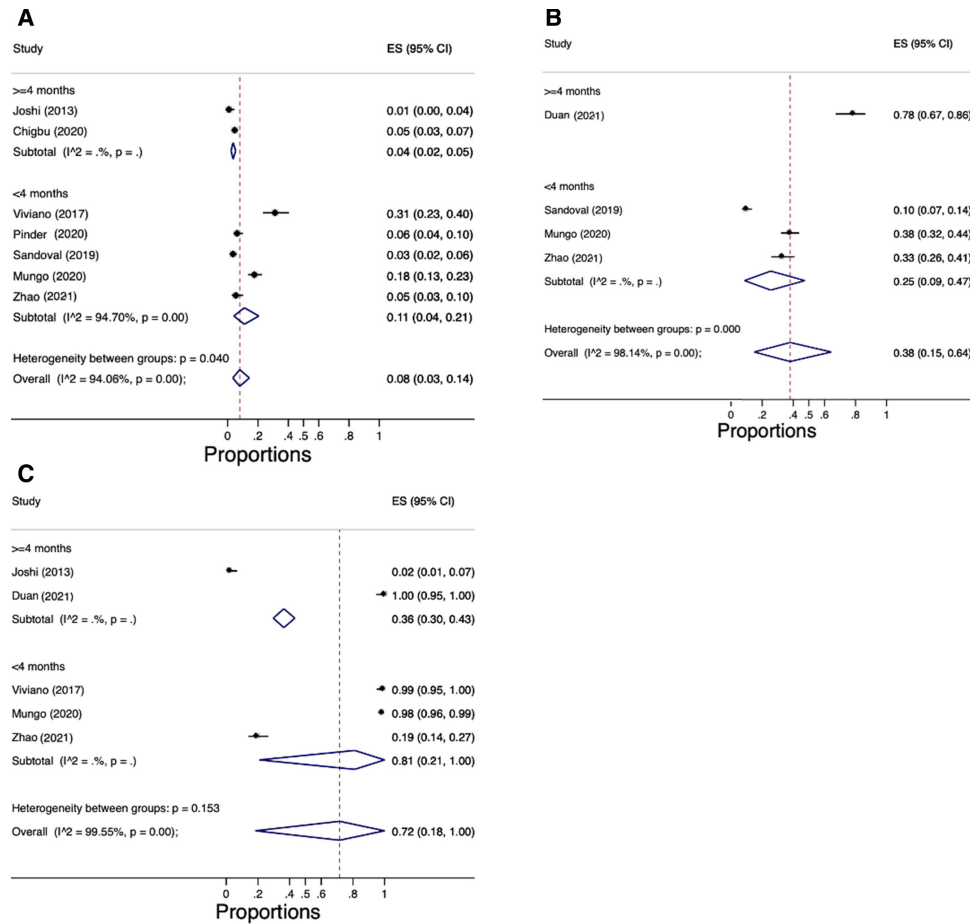 A
Study ES (95% CI)
>=4 months
Joshi (2013) 0.01 (0.00, 0.04)
Chigbu (2020) 0.05 (0.03, 0.07)
Subtotal (I^2 = .%, p = .) 0.04 (0.02, 0.05)
<4 months
Viviano (2017) 0.31 (0.23, 0.40)
Pinder (2020) 0.06 (0.04, 0.10)
Sandoval (2019) 0.03 (0.02, 0.06)
Mungo (2020) 0.18 (0.13, 0.23)
Zhao (2021) 0.05 (0.03, 0.10)
Subtotal (I^2 = 94.70%, p = 0.00) 0.11 (0.04, 0.21)
Heterogeneity between groups: p = 0.040
Overall (I^2 = 94.06%, p = 0.00); 0.08 (0.03, 0.14)
0 .2 .4 .5 .6 .8 1
Proportions
B
Study ES (95% CI)
>=4 months
Duan (2021) 0.78 (0.67, 0.86)
<4 months
Sandoval (2019) 0.10 (0.07, 0.14)
Mungo (2020) 0.38 (0.32, 0.44)
Zhao (2021) 0.33 (0.26, 0.41)
Subtotal (I^2 = .%, p = .) 0.25 (0.09, 0.47)
Heterogeneity between groups: p = 0.000
Overall (I^2 = 98.14%, p = 0.00); 0.38 (0.15, 0.64)
0 .2 .4 .5 .6 .8 1
Proportions
C
Study ES (95% CI)
>=4 months
Joshi (2013) 0.02 (0.01, 0.07)
Duan (2021) 1.00 (0.95, 1.00)
Subtotal (I^2 = .%, p = .) 0.36 (0.30, 0.43)
<4 months
Viviano (2017) 0.99 (0.95, 1.00)
Mungo (2020) 0.98 (0.96, 0.99)
Zhao (2021) 0.19 (0.14, 0.27)
Subtotal (I^2 = .%, p = .) 0.81 (0.21, 1.00)
Heterogeneity between groups: p = 0.153
Overall (I^2 = 99.55%, p = 0.00); 0.72 (0.18, 1.00)
0 .2 .4 .5 .6 .8 1
Proportions